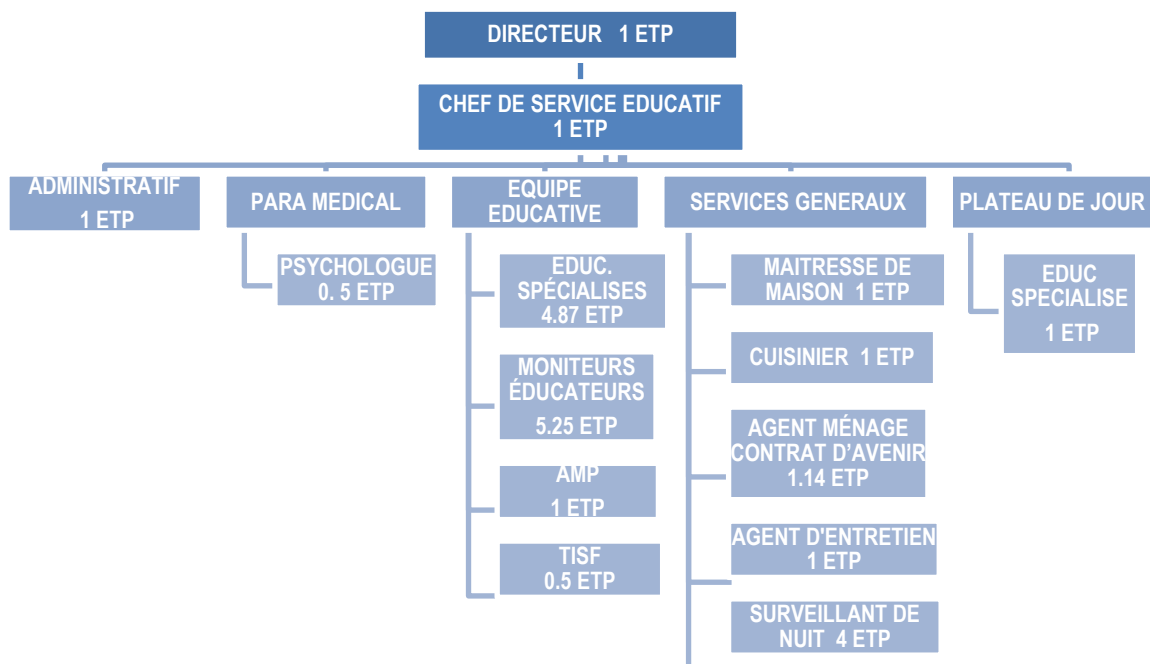 DIRECTEUR 1 ETP
CHEF DE SERVICE EDUCATIF
1 ETP
ADMINISTRATIF
1 ETP
PARA MEDICAL
PSYCHOLOGUE
0. 5 ETP
EQUIPE
EDUCATIVE
EDUC.
SPÉCIALISES
4.87 ETP
MONITEURS
ÉDUCATEURS
5.25 ETP
AMP
1 ETP
TISF
0.5 ETP
SERVICES GENERAUX
MAITRESSE DE
MAISON 1 ETP
CUISINIER 1 ETP
AGENT MÉNAGE
CONTRAT D’AVENIR
1.14 ETP
AGENT D'ENTRETIEN
1 ETP
SURVEILLANT DE
NUIT 4 ETP
PLATEAU DE JOUR
EDUC
SPECIALISE
1 ETP